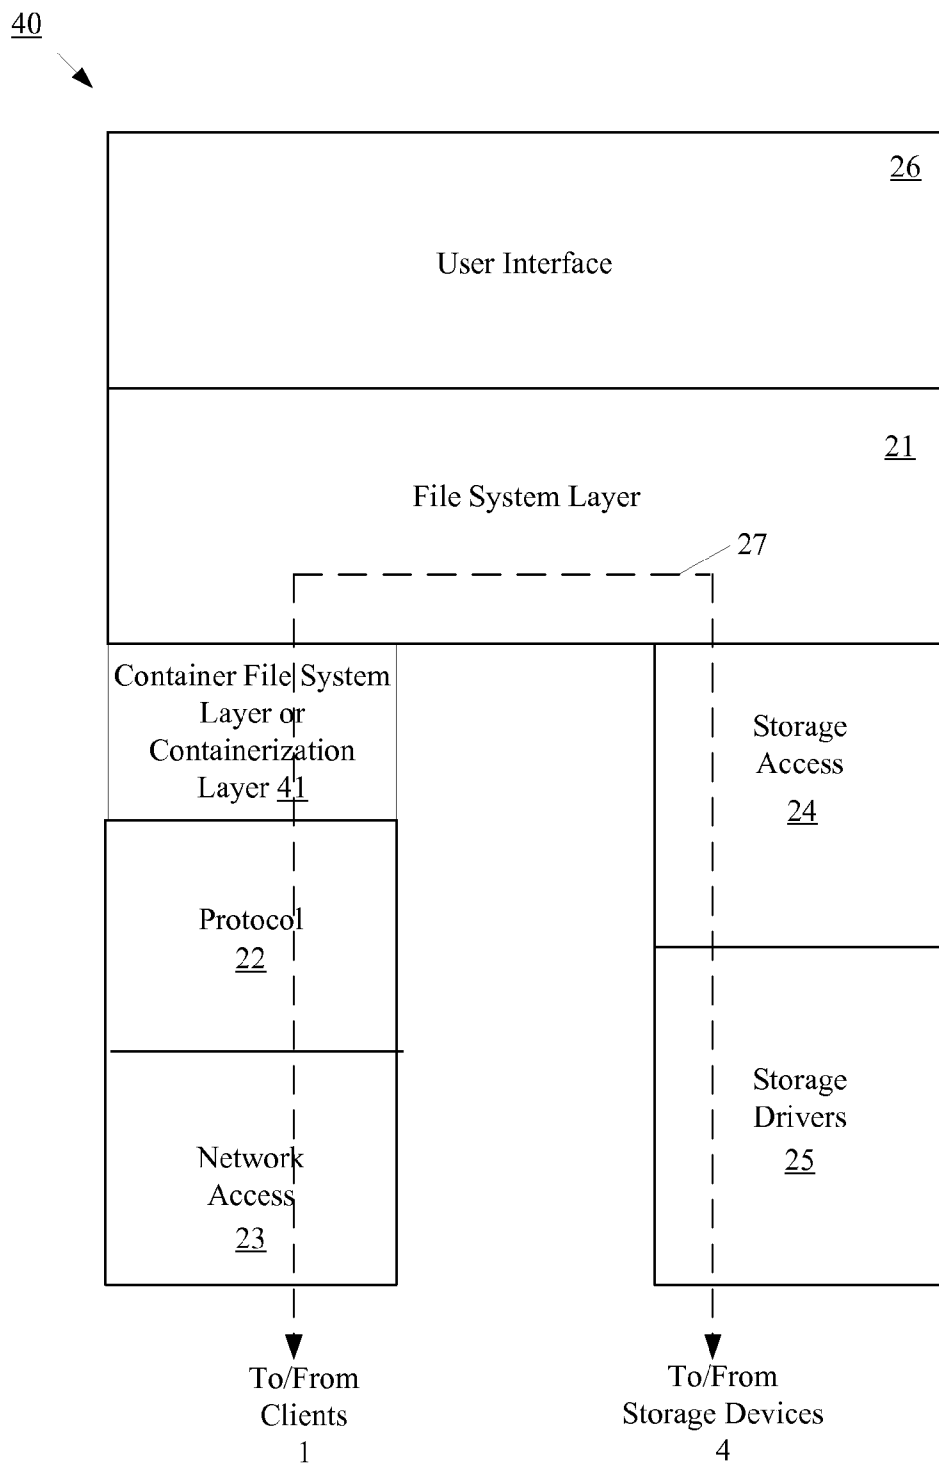 40
26
User Interface
21
File System Layer
27
Container File System
Layer or
Containerization
Layer 41
Storage
Access
24
Protocol
22
Storage
Drivers
25
Network
Access
23
To/From
Clients
1
To/From
Storage Devices
4